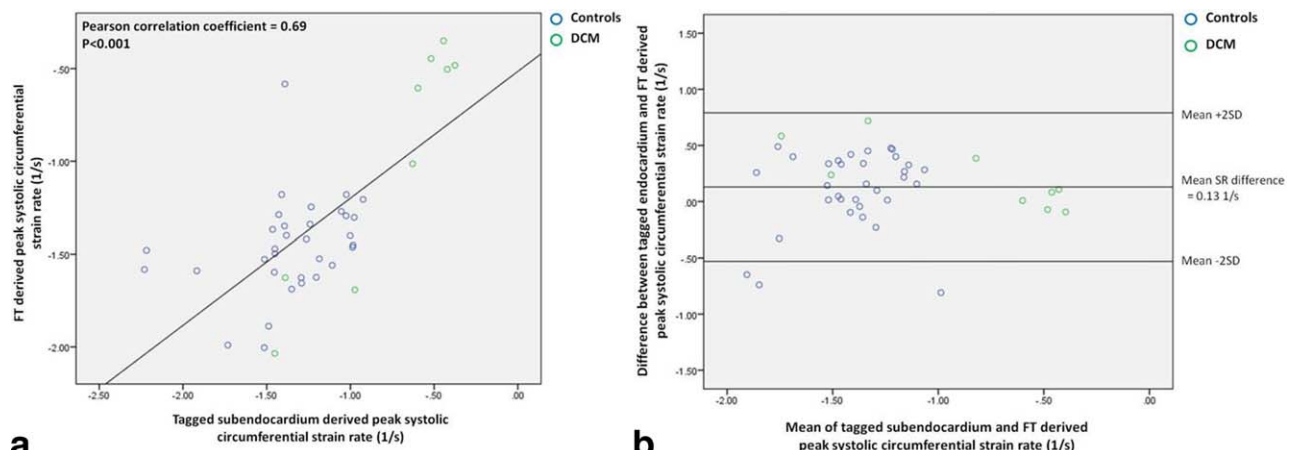 Pearson correlation coefficient = 0.69
P<0.001
Controls
DCM
FT derived peak systolic circumferential
strain rate (1/s)
-.50
-1.00
-1.50
-2.00
-2.50
-2.00
-1.50
-1.00
-.50
.00
Tagged subendocardium derived peak systolic
circumferential strain rate (1/s)
a
Controls
DCM
Difference between tagged endocardium and FT derived
peak systolic circumferential strain rate (1/s)
1.50
1.00
.50
.00
-.50
-1.00
-1.50
Mean +2SD
Mean SR difference
= 0.13 1/s
Mean -2SD
-2.00
-1.50
-1.00
-.50
.00
Mean of tagged subendocardium and FT derived
peak systolic circumferential strain rate (1/s)
b